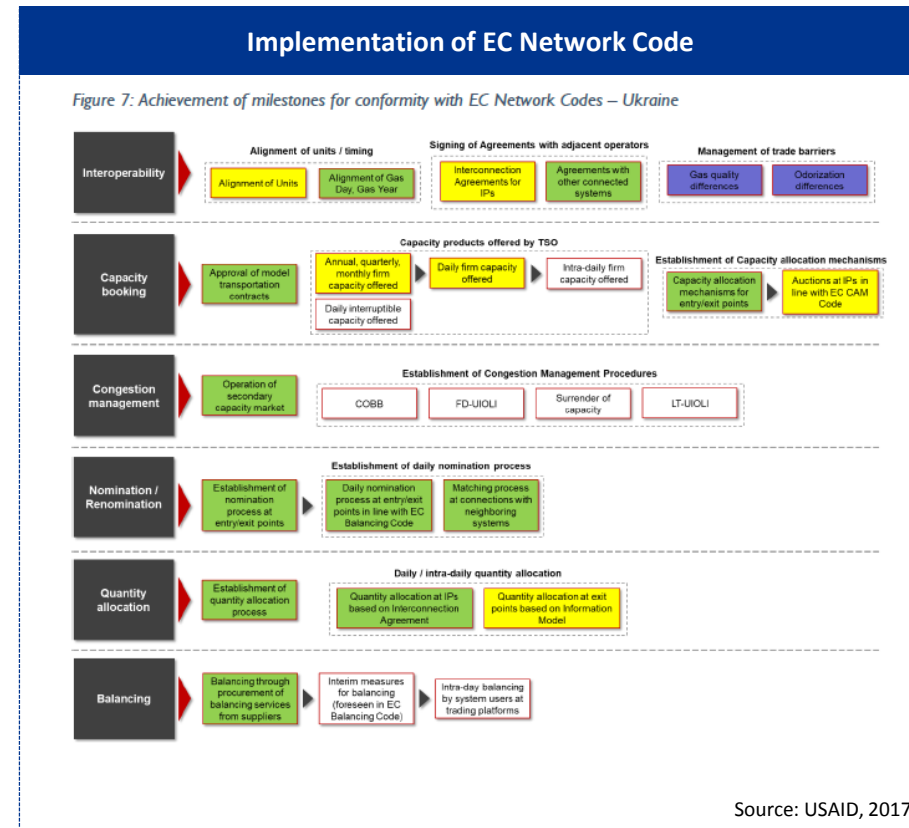 Implementation of EC Network Code
Figure 7: Achievement of milestones for conformity with EC Network Codes – Ukraine
Interoperability
Alignment of units / timing
Alignment of Units
Alignment of Gas
Day, Gas Year
Signing of Agreements with adjacent operators
Interconnection
Agreements for
IPs
Agreements with
other connected
systems
Management of trade barriers
Gas quality
differences
Odorization
differences
Capacity
booking
Approval of model
transportation
contracts
Capacity products offered by TSO
Annual, quarterly,
monthly firm
capacity offered
Daily firm capacity
offered
Intra-daily firm
capacity offered
Daily interruptible
capacity offered
Establishment of Capacity allocation mechanisms
Capacity allocation
mechanisms for
entry/exit points
Auctions at IPs in
line with EC CAM
Code
Congestion
management
Operation of
secondary
capacity market
Establishment of Congestion Management Procedures
COBB
FD-UIOLI
Surrender of
capacity
LT-UIOLI
Nomination /
Renomination
Establishment of
nomination
process at
entry/exit points
Establishment of daily nomination process
Daily nomination
process at entry/exit
points in line with EC
Balancing Code
Matching process
at connections with
neighboring
systems
Quantity
allocation
Establishment of
quantity allocation
process
Daily / intra-daily quantity allocation
Quantity allocation at IPs
based on Interconnection
Agreement
Quantity allocation at exit
points based on Information
Model
Balancing
Balancing through
procurement of
balancing services
from suppliers
Interim measures
for balancing
(foreseen in EC
Balancing Code)
Intra-day balancing
by system users at
trading platforms
Source: USAID, 2017